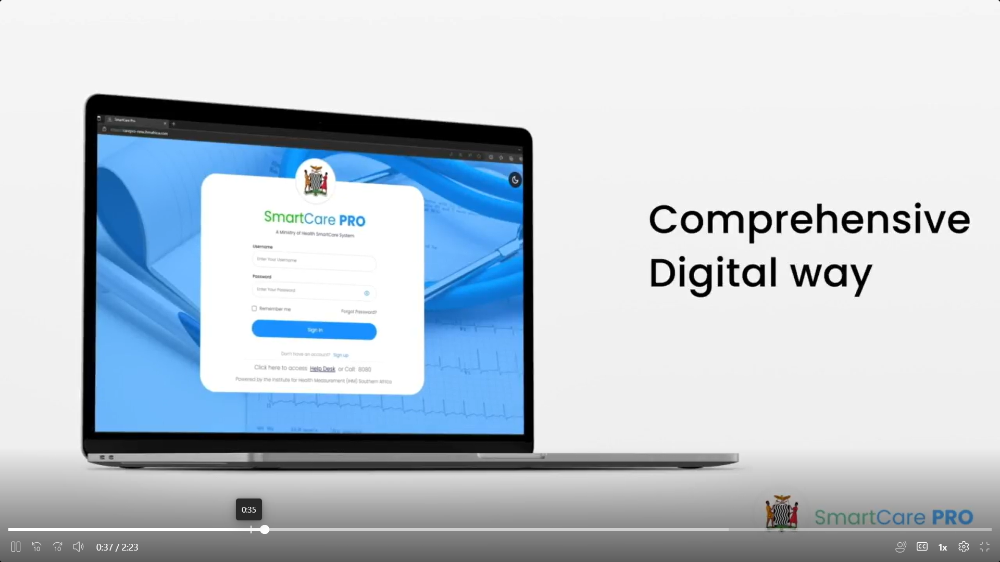 SmartCare Pro
carepro-new.ihmafrica.com
SmartCare PRO
A Ministry of Health SmartCare System
Username
Enter Your Username
Password
Enter Your Password
Remember me
Forgot Password?
Sign In
Don't have an account? Sign up
Click here to access Help Desk or Call: 8080
Powered by the Institute for Health Measurement (IHM) Southern Africa
Comprehensive
Digital way
SmartCare PRO
0:35
10
10
0:37 / 2:23
CC
1x